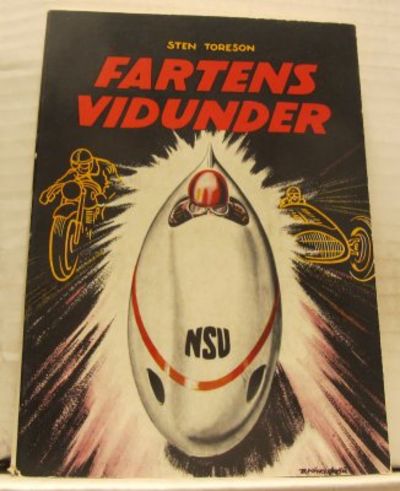 STEN TORESON
FARTENS
VIDUNDER
NSU